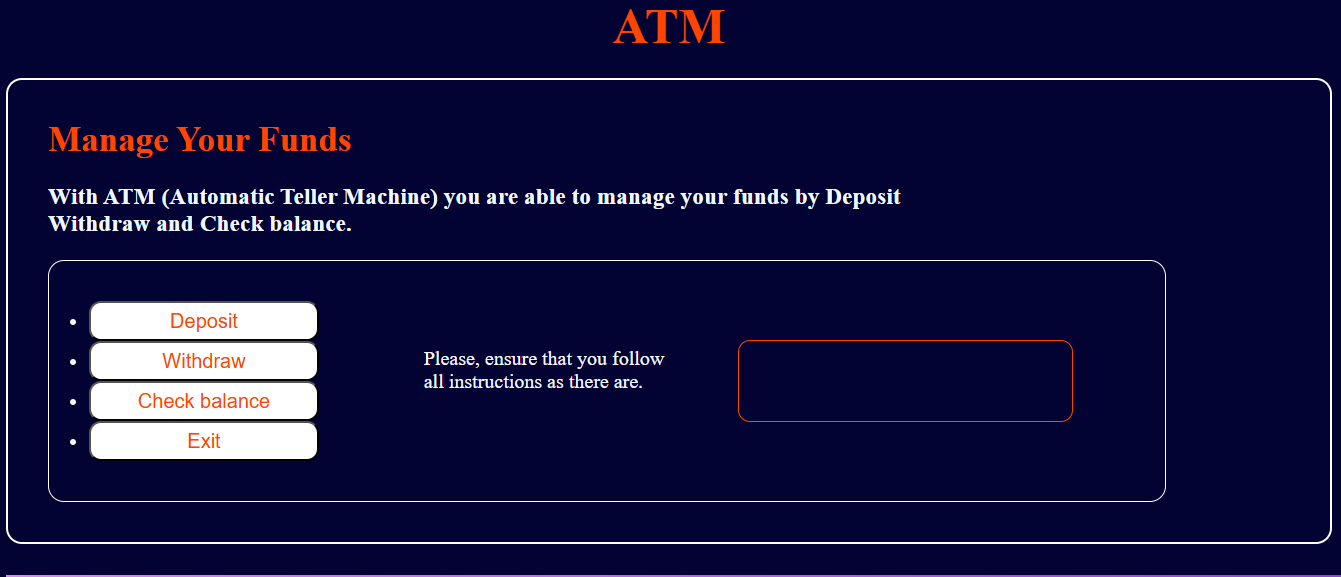 ATM
Manage Your Funds
With ATM (Automatic Teller Machine) you are able to manage your funds by Deposit
Withdraw and Check balance.
Deposit
Withdraw
Check balance
Exit
Please, ensure that you follow
all instructions as there are.